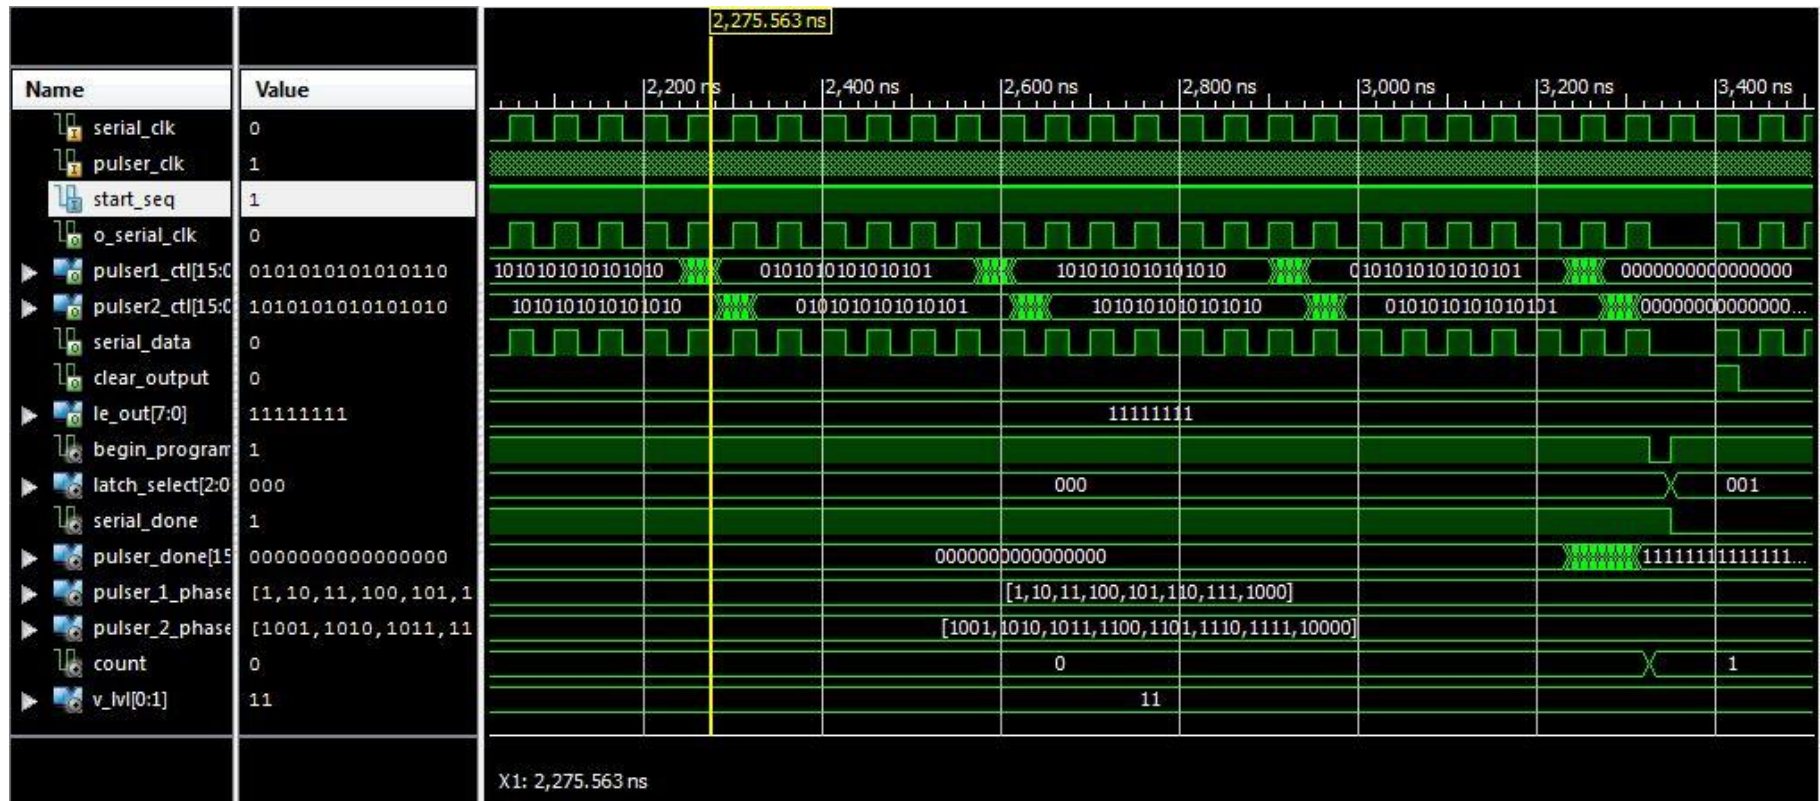 2,275.563 ns
Name Value 2,200 ns 2,400 ns 2,600 ns 2,800 ns 3,000 ns 3,200 ns 3,400 ns
serial_clk 0
pulser_clk 1
start_seq 1
o_serial_clk 0
pulser1_ctl[15:0 0101010101010110 1010101010101010 0101010101010101 1010101010101010 0101010101010101 0000000000000000
pulser2_ctl[15:0 1010101010101010 1010101010101010 0101010101010101 1010101010101010 0101010101010101 00000000000000...
serial_data 0
clear_output 0
le_out[7:0] 11111111 11111111
begin_program 1
latch_select[2:0 000 000 001
serial_done 1
pulser_done[15 0000000000000000 0000000000000000 11111111111111...
pulser_1_phase [1,10,11,100,101,1 [1,10,11,100,101,110,111,1000]
pulser_2_phase [1001,1010,1011,11 [1001,1010,1011,1100,1101,1110,1111,10000]
count 0 0 1
v_lvl[0:1] 11 11
X1: 2,275.563 ns